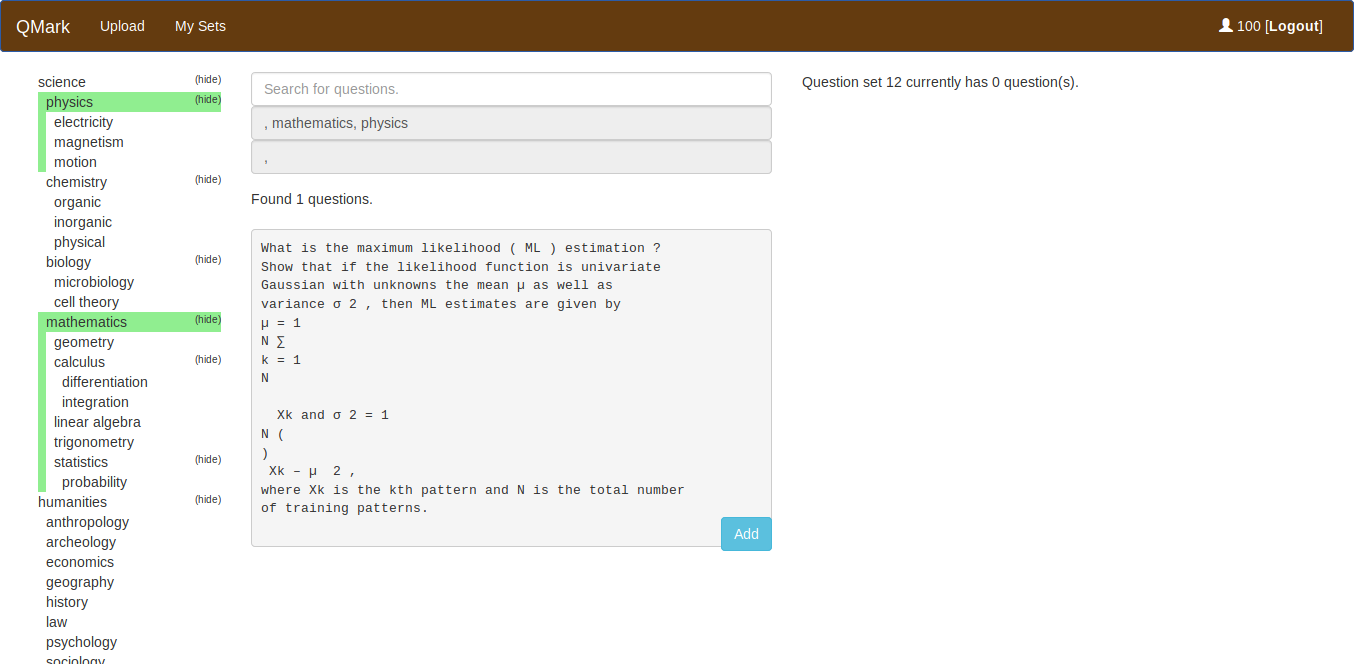 QMark Upload My Sets 100 [Logout]
science (hide)
physics (hide)
electricity
magnetism
motion
chemistry (hide)
organic
inorganic
physical
biology (hide)
microbiology
cell theory
mathematics (hide)
geometry
calculus (hide)
differentiation
integration
linear algebra
trigonometry
statistics (hide)
probability
humanities (hide)
anthropology
archeology
economics
geography
history
law
psychology
sociology
Search for questions.
, mathematics, physics
,
Found 1 questions.
What is the maximum likelihood ( ML ) estimation ?
Show that if the likelihood function is univariate
Gaussian with unknowns the mean μ as well as
variance σ 2 , then ML estimates are given by
μ = 1
N ∑
k = 1
N
Xk and σ 2 = 1
N (
)
Xk – μ  2 ,
where Xk is the kth pattern and N is the total number
of training patterns.
Add
Question set 12 currently has 0 question(s).